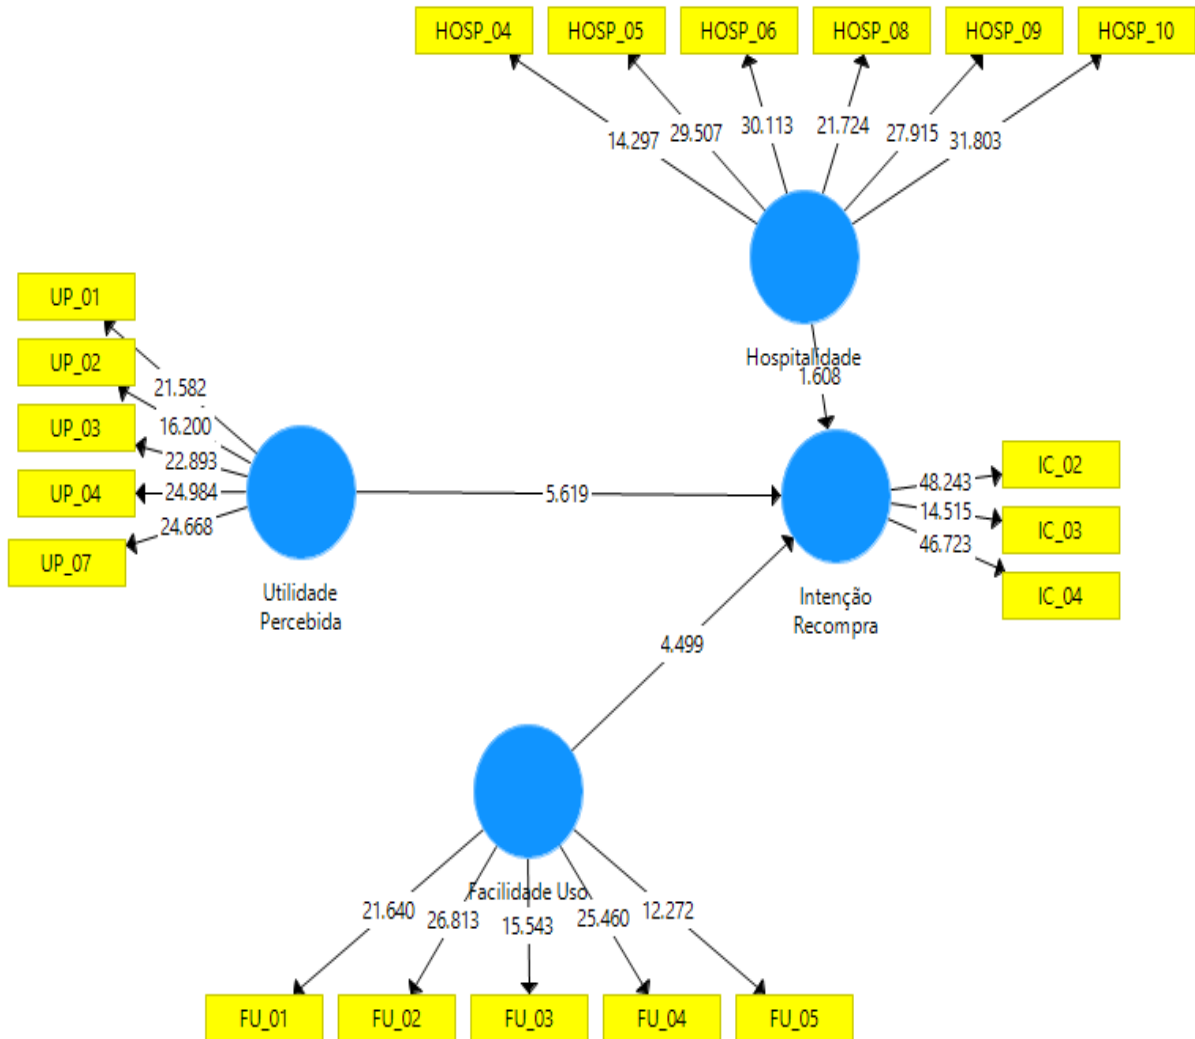 HOSP_04
HOSP_05
HOSP_06
HOSP_08
HOSP_09
HOSP_10
14.297
29.507
30.113
21.724
27.915
31.803
Hospitalidade
1.608
UP_01
UP_02
UP_03
UP_04
UP_07
21.582
16.200
22.893
24.984
24.668
Utilidade
Percebida
5.619
48.243
14.515
46.723
IC_02
IC_03
IC_04
Intenção
Recompra
4.499
Facilidade Uso
21.640
26.813
15.543
25.460
12.272
FU_01
FU_02
FU_03
FU_04
FU_05